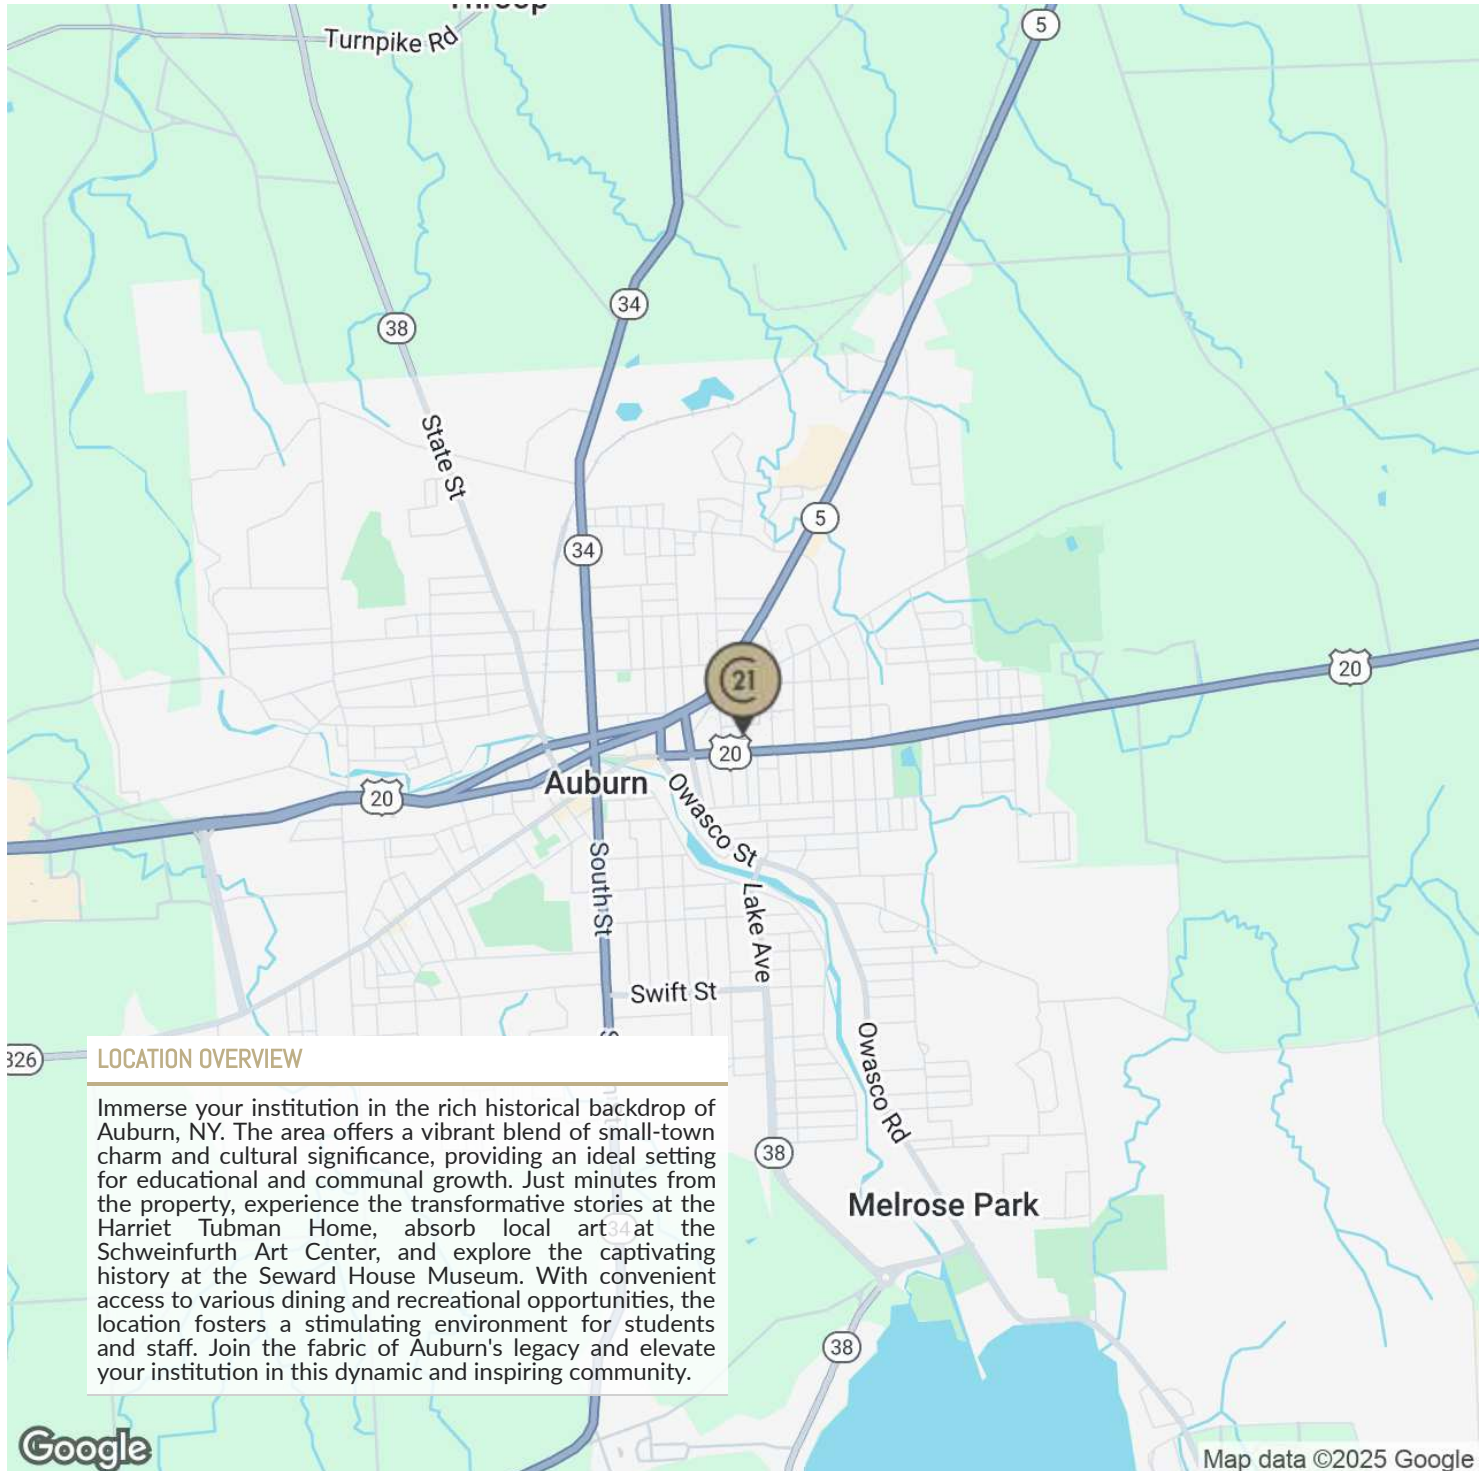 Throop
Turnpike Rd
5
34
38
State St
34
5
21
20
20
20
Auburn
Owasco St
South St
Lake Ave
Swift St
Owasco Rd
326
LOCATION OVERVIEW
Immerse your institution in the rich historical backdrop of
Auburn, NY. The area offers a vibrant blend of small-town
charm and cultural significance, providing an ideal setting
for educational and communal growth. Just minutes from
the property, experience the transformative stories at the
Harriet Tubman Home, absorb local art at the
Schweinfurth Art Center, and explore the captivating
history at the Seward House Museum. With convenient
access to various dining and recreational opportunities, the
location fosters a stimulating environment for students
and staff. Join the fabric of Auburn's legacy and elevate
your institution in this dynamic and inspiring community.
34
38
Melrose Park
38
Google
Map data ©2025 Google